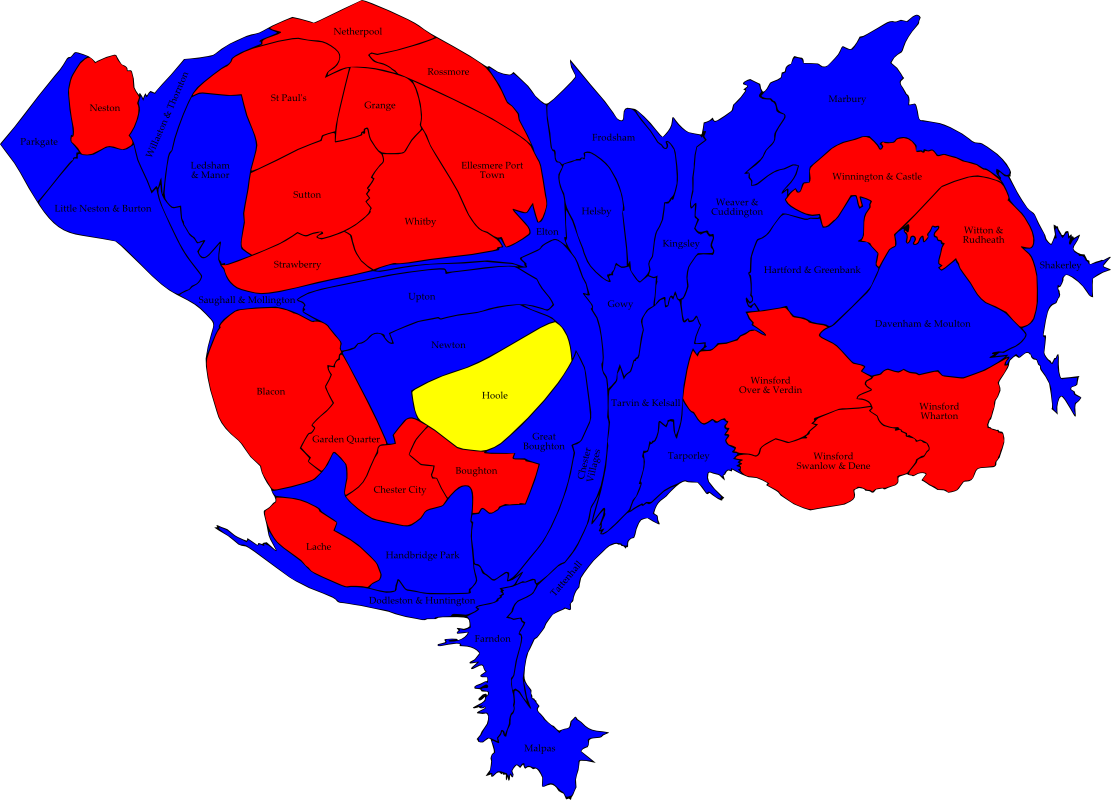 Netherpool
Rossmore
Neston
St Paul's
Grange
Marbury
Willaston & Thornton
Parkgate
Frodsham
Ledsham
& Manor
Ellesmere Port
Town
Winnington & Castle
Sutton
Little Neston & Burton
Helsby
Weaver &
Cuddington
Whitby
Elton
Kingsley
Witton &
Rudheath
Strawberry
Shakerley
Hartford & Greenbank
Saughall & Mollington
Upton
Gowy
Davenham & Moulton
Newton
Blacon
Hoole
Winsford
Over & Verdin
Tarvin & Kelsall
Winsford
Wharton
Garden Quarter
Great
Boughton
Chester
Villages
Tarporley
Winsford
Swanlow & Dene
Boughton
Chester City
Lache
Handbridge Park
Tattenhall
Dodleston & Huntington
Farndon
Malpas